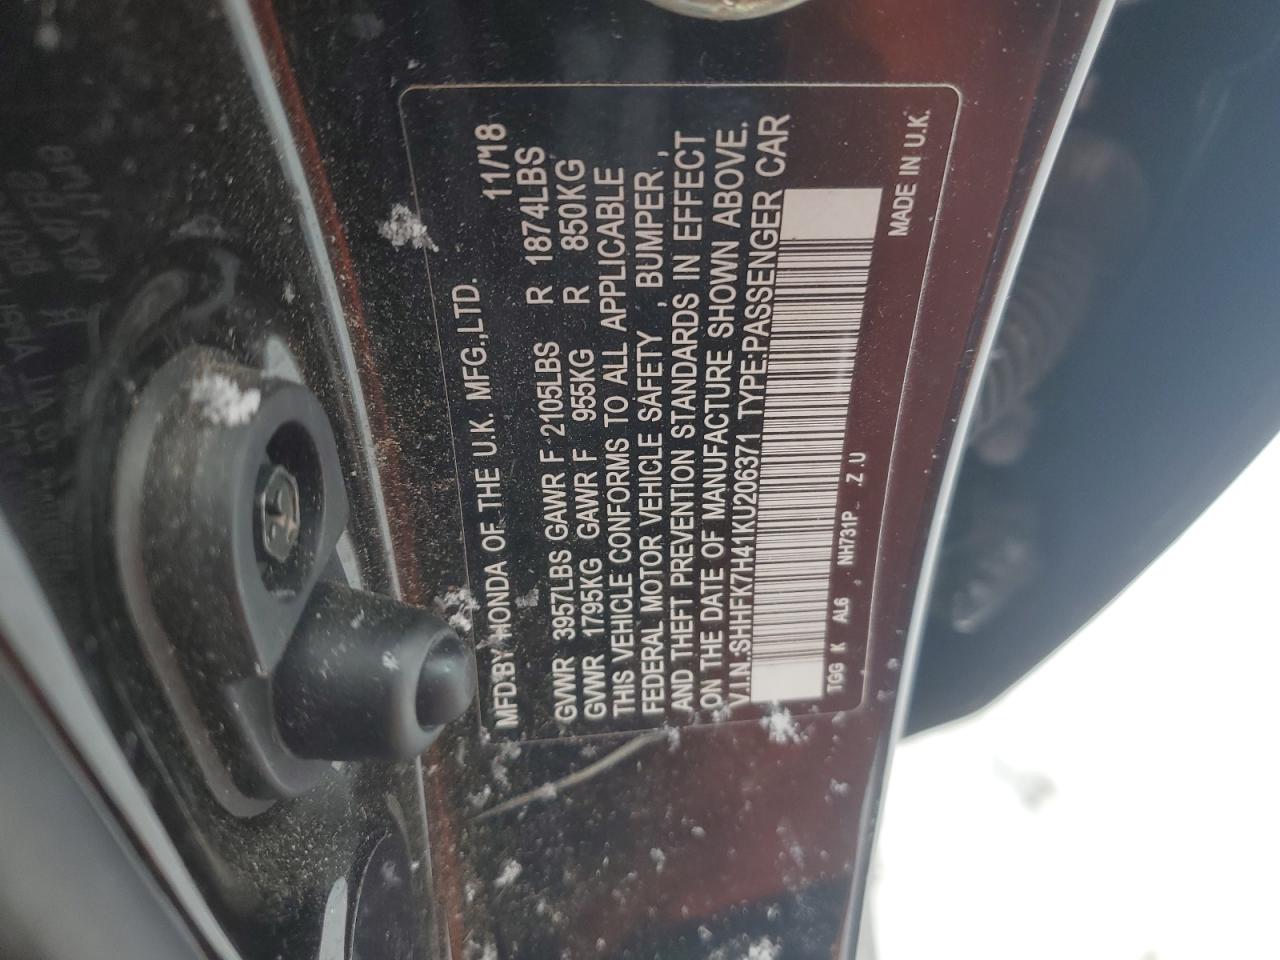 MFD.BY HONDA OF THE U.K. MFG.,LTD. 11/18
GVWR 3957LBS GAWR F 2105LBS R 1874LBS
GVWR 1795KG GAWR F 955KG R 850KG
THIS VEHICLE CONFORMS TO ALL APPLICABLE
FEDERAL MOTOR VEHICLE SAFETY , BUMPER ,
AND THEFT PREVENTION STANDARDS IN EFFECT
ON THE DATE OF MANUFACTURE SHOWN ABOVE.
V.I.N.:SHHFK7H41KU206371 TYPE:PASSENGER CAR
TGG K AL6 , NH731P_ .Z .U
MADE IN U.K.